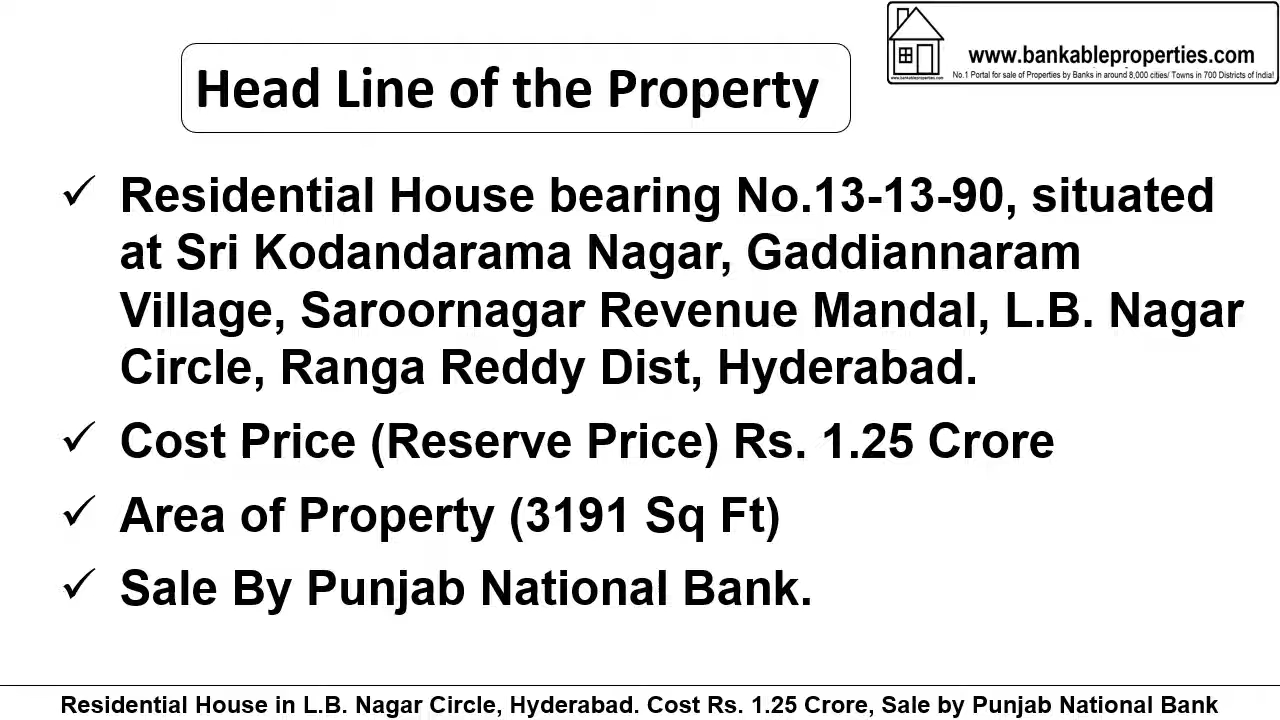 www.bankableproperties.com
No.1 Portal for sale of Properties by Banks in around 8,000 cities/ Towns in 700 Districts of India!
Head Line of the Property
✓ Residential House bearing No.13-13-90, situated
at Sri Kodandarama Nagar, Gaddiannaram
Village, Saroornagar Revenue Mandal, L.B. Nagar
Circle, Ranga Reddy Dist, Hyderabad.
✓ Cost Price (Reserve Price) Rs. 1.25 Crore
✓ Area of Property (3191 Sq Ft)
✓ Sale By Punjab National Bank.
Residential House in L.B. Nagar Circle, Hyderabad. Cost Rs. 1.25 Crore, Sale by Punjab National Bank